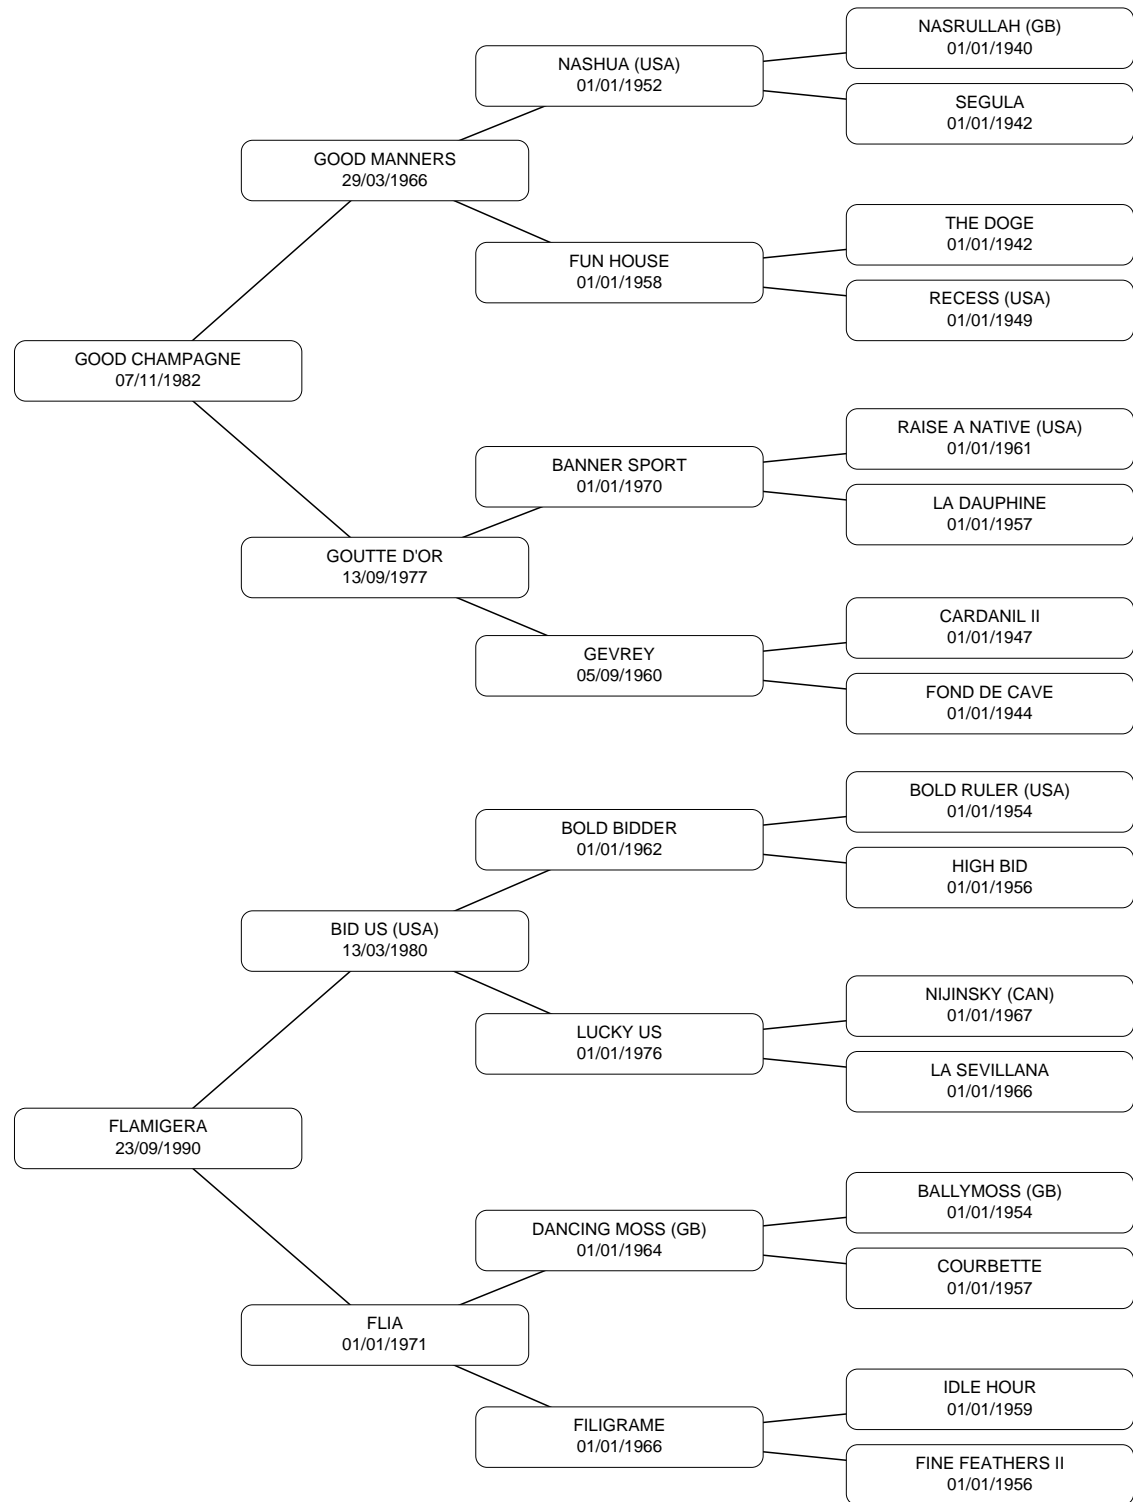 NASRULLAH (GB)
01/01/1940
NASHUA (USA)
01/01/1952
SEGULA
01/01/1942
GOOD MANNERS
29/03/1966
THE DOGE
01/01/1942
FUN HOUSE
01/01/1958
RECESS (USA)
01/01/1949
GOOD CHAMPAGNE
07/11/1982
RAISE A NATIVE (USA)
01/01/1961
BANNER SPORT
01/01/1970
LA DAUPHINE
01/01/1957
GOUTTE D'OR
13/09/1977
CARDANIL II
01/01/1947
GEVREY
05/09/1960
FOND DE CAVE
01/01/1944
BOLD RULER (USA)
01/01/1954
BOLD BIDDER
01/01/1962
HIGH BID
01/01/1956
BID US (USA)
13/03/1980
NIJINSKY (CAN)
01/01/1967
LUCKY US
01/01/1976
LA SEVILLANA
01/01/1966
FLAMIGERA
23/09/1990
BALLYMOSS (GB)
01/01/1954
DANCING MOSS (GB)
01/01/1964
COURBETTE
01/01/1957
FLIA
01/01/1971
IDLE HOUR
01/01/1959
FILIGRAME
01/01/1966
FINE FEATHERS II
01/01/1956